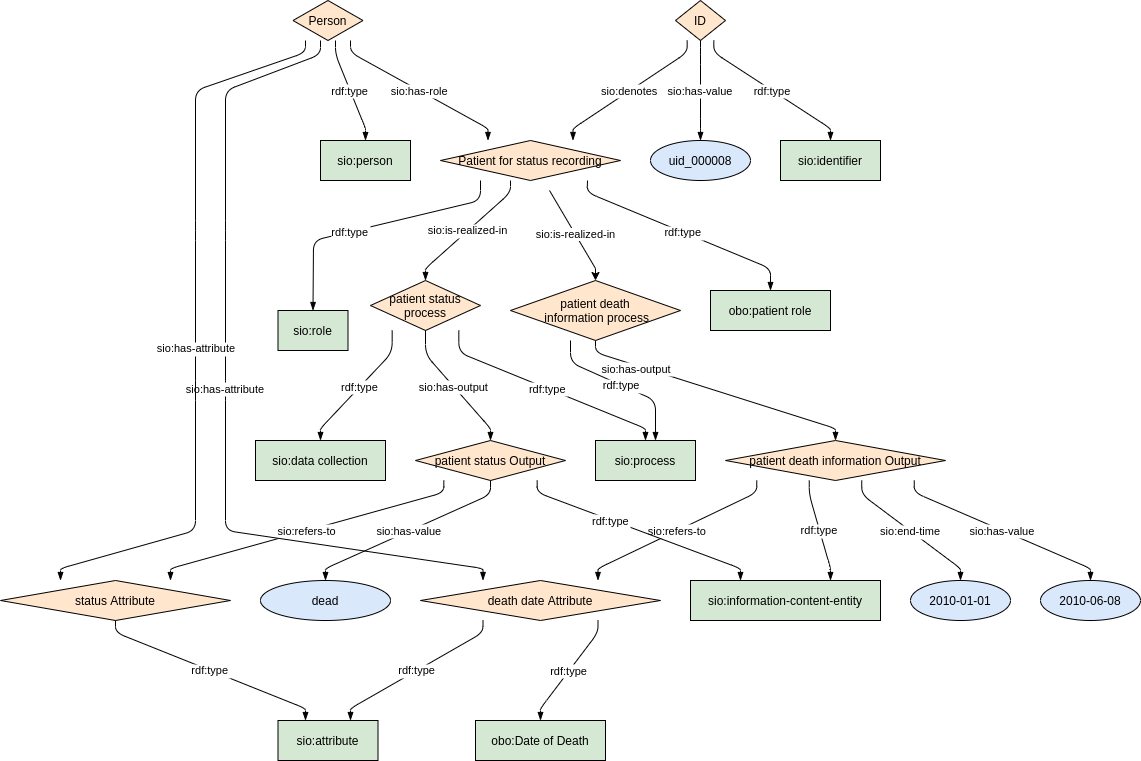 Person
ID
rdf:type
sio:has-role
sio:denotes
sio:has-value
rdf:type
sio:person
Patient for status recording
uid_000008
sio:identifier
rdf:type
sio:is-realized-in
sio:is-realized-in
rdf:type
patient status
process
patient death
information process
obo:patient role
sio:role
sio:has-attribute
sio:has-attribute
rdf:type
sio:has-output
rdf:type
sio:has-output
rdf:type
sio:data collection
patient status Output
sio:process
patient death information Output
sio:refers-to
sio:has-value
rdf:type
sio:refers-to
rdf:type
sio:end-time
sio:has-value
status Attribute
dead
death date Attribute
sio:information-content-entity
2010-01-01
2010-06-08
rdf:type
rdf:type
rdf:type
sio:attribute
obo:Date of Death